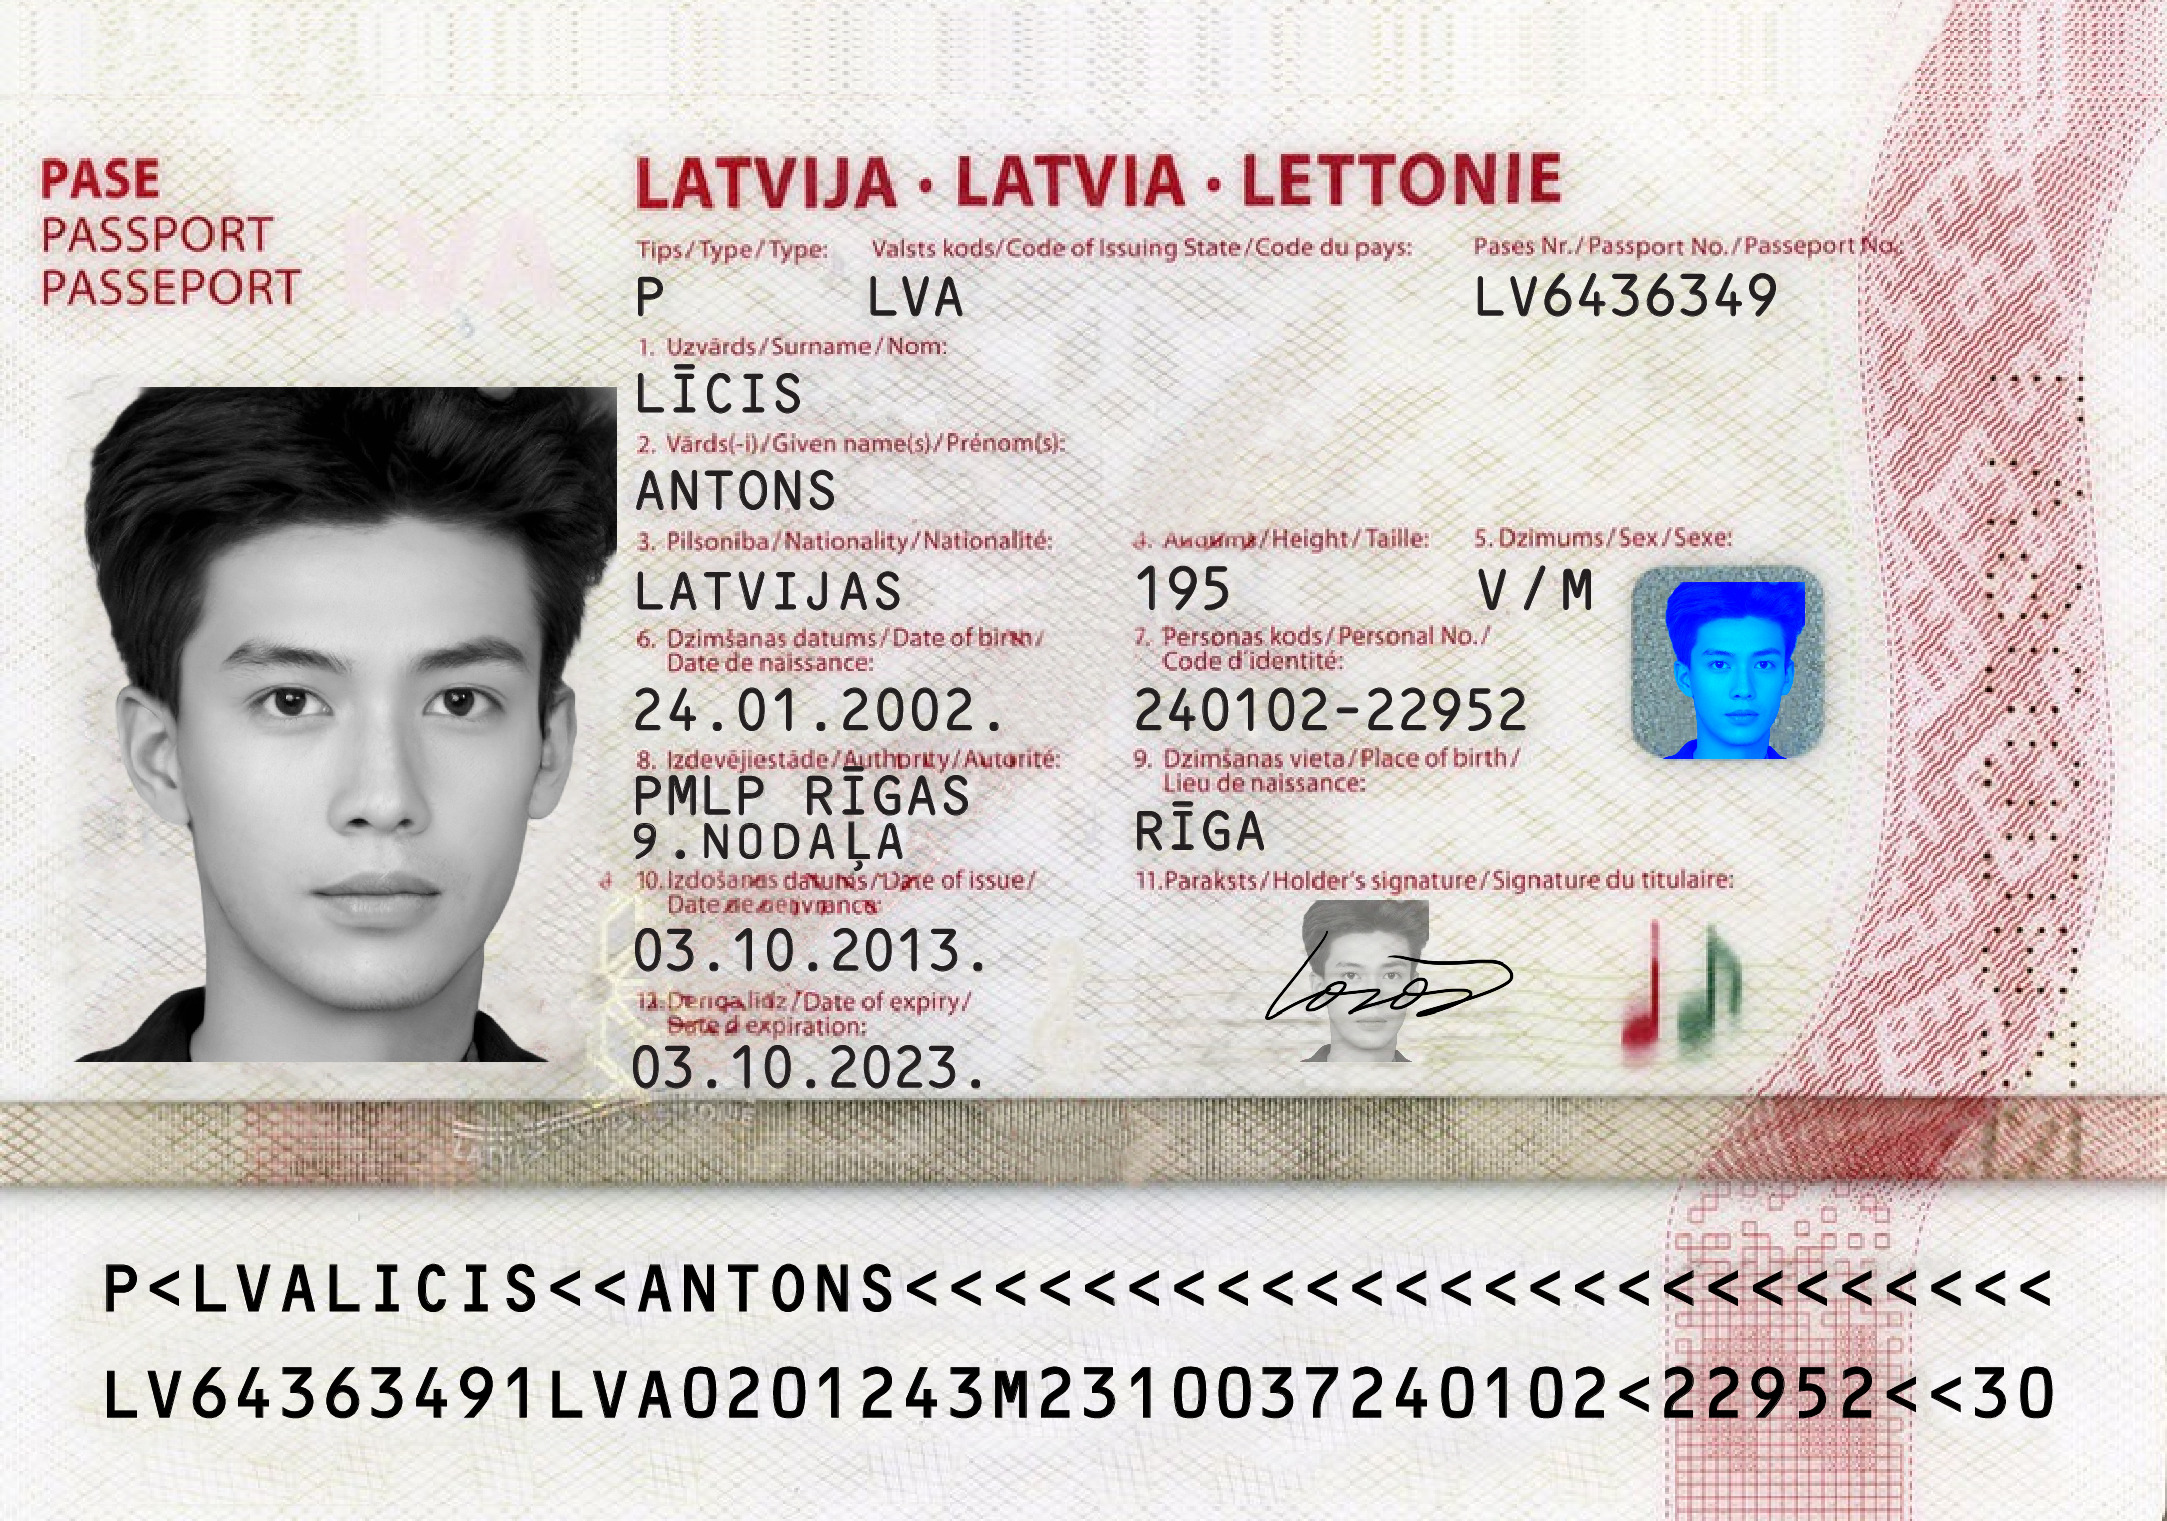 PASE
PASSPORT
PASSEPORT
LVA
LATVIJA · LATVIA · LETTONIE
Tips/Type/Type: Valsts kods/Code of Issuing State/Code du pays: Pases Nr./Passport No./Passeport No.:
P LVA LV6436349
1. Uzvārds/Surname/Nom:
LĪCIS
2. Vārds(-i)/Given name(s)/Prénom(s):
ANTONS
3. Pilsonība/Nationality/Nationalité: 4. Augums/Height/Taille: 5. Dzimums/Sex/Sexe:
LATVIJAS 195 V/M
6. Dzimšanas datums/Date of birth/ 7. Personas kods/Personal No./
Date de naissance: Code d'identité:
24.01.2002. 240102-22952
8. Izdevējiestāde/Authority/Autorité: 9. Dzimšanas vieta/Place of birth/
Lieu de naissance:
PMLP RĪGAS
9.NODAĻA RĪGA
10. Izdošanas datums/Date of issue/ 11. Paraksts/Holder's signature/Signature du titulaire:
Date de
03.10.2013.
12. /Date of expiry/
Date d expiration:
03.10.2023.
P<LVALICIS<<ANTONS<<<<<<<<<<<<<<<<<<<<<<<<<<
LV64363491LVA0201243M2310037240102<22952<<30